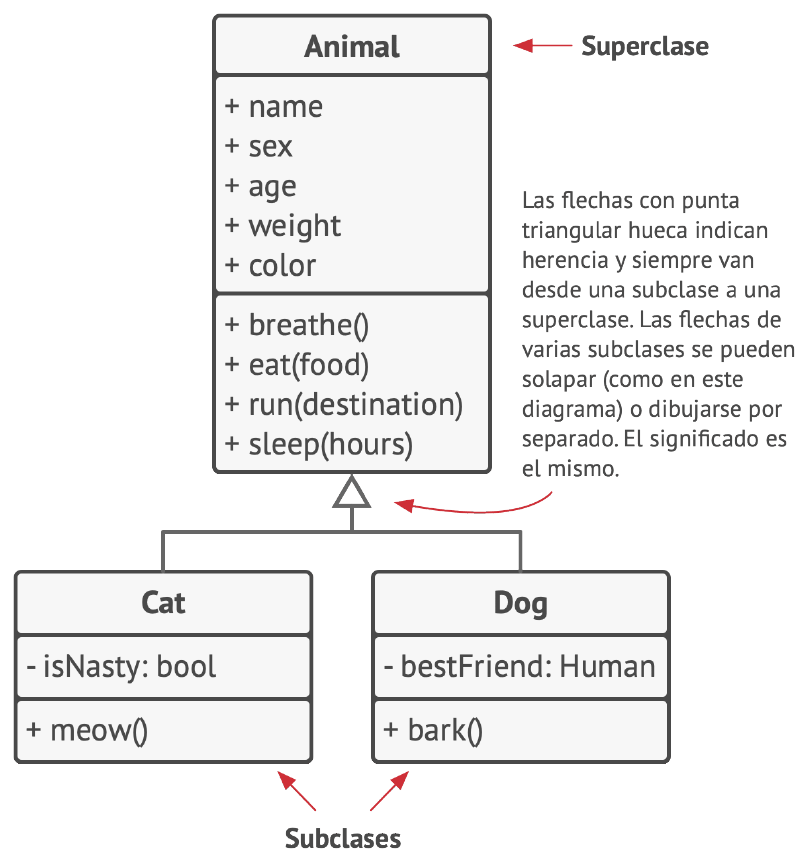 Animal
Superclase
+ name
+ sex
+ age
+ weight
+ color
+ breathe()
+ eat(food)
+ run(destination)
+ sleep(hours)
Las flechas con punta
triangular hueca indican
herencia y siempre van
desde una subclase a una
superclase. Las flechas de
varias subclases se pueden
solapar (como en este
diagrama) o dibujarse por
separado. El significado es
el mismo.
Cat
- isNasty: bool
+ meow()
Dog
- bestFriend: Human
+ bark()
Subclases